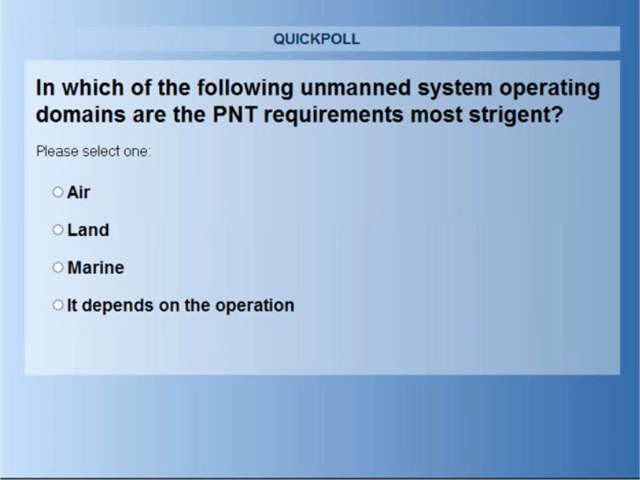 QUICKPOLL
In which of the following unmanned system operating
domains are the PNT requirements most strigent?
Please select one:
Air
Land
Marine
It depends on the operation